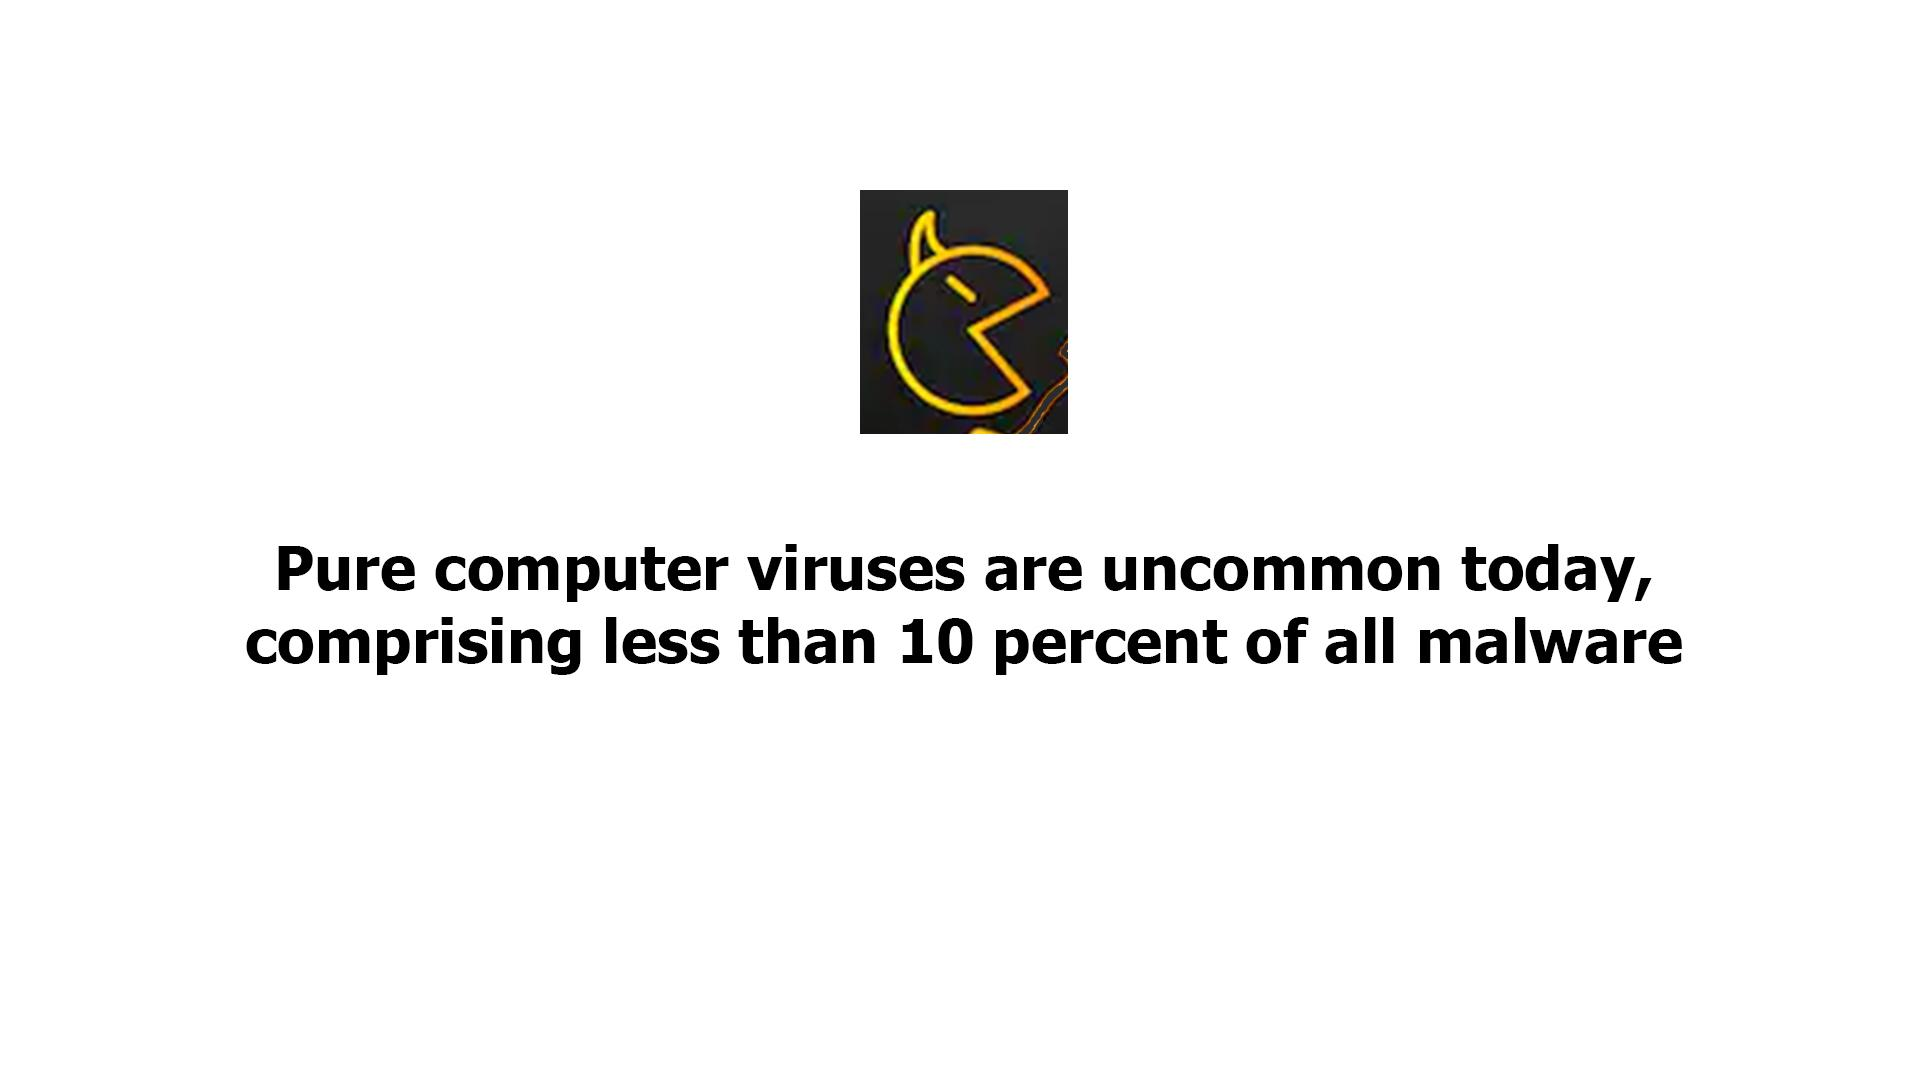 Pure computer viruses are uncommon today,
comprising less than 10 percent of all malware